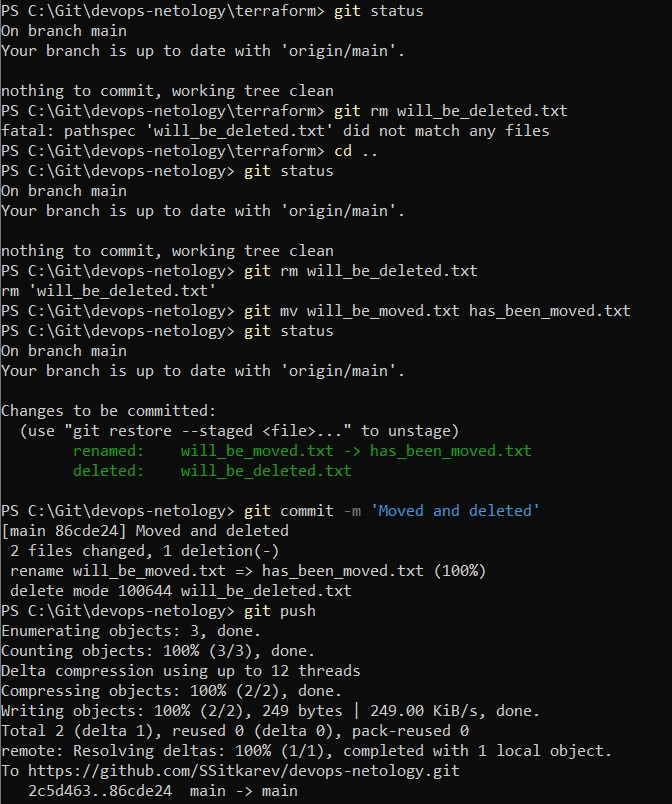 PS C:\Git\devops-netology\terraform> git status
On branch main
Your branch is up to date with 'origin/main'.
nothing to commit, working tree clean
PS C:\Git\devops-netology\terraform> git rm will_be_deleted.txt
fatal: pathspec 'will_be_deleted.txt' did not match any files
PS C:\Git\devops-netology\terraform> cd ..
PS C:\Git\devops-netology> git status
On branch main
Your branch is up to date with 'origin/main'.
nothing to commit, working tree clean
PS C:\Git\devops-netology> git rm will_be_deleted.txt
rm 'will_be_deleted.txt'
PS C:\Git\devops-netology> git mv will_be_moved.txt has_been_moved.txt
PS C:\Git\devops-netology> git status
On branch main
Your branch is up to date with 'origin/main'.
Changes to be committed:
  (use "git restore --staged <file>..." to unstage)
        renamed:    will_be_moved.txt -> has_been_moved.txt
        deleted:    will_be_deleted.txt
PS C:\Git\devops-netology> git commit -m 'Moved and deleted'
[main 86cde24] Moved and deleted
 2 files changed, 1 deletion(-)
 rename will_be_moved.txt => has_been_moved.txt (100%)
 delete mode 100644 will_be_deleted.txt
PS C:\Git\devops-netology> git push
Enumerating objects: 3, done.
Counting objects: 100% (3/3), done.
Delta compression using up to 12 threads
Compressing objects: 100% (2/2), done.
Writing objects: 100% (2/2), 249 bytes | 249.00 KiB/s, done.
Total 2 (delta 1), reused 0 (delta 0), pack-reused 0
remote: Resolving deltas: 100% (1/1), completed with 1 local object.
To https://github.com/SSitkarev/devops-netology.git
   2c5d463..86cde24  main -> main